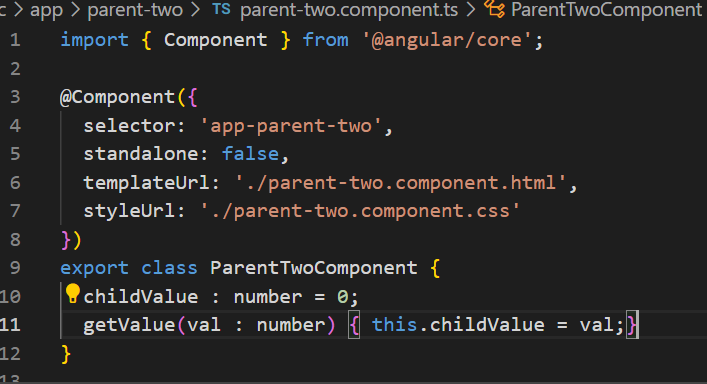 c > app > parent-two > TS parent-two.component.ts > ParentTwoComponent
1 import { Component } from '@angular/core';
2
3 @Component({
4 selector: 'app-parent-two',
5 standalone: false,
6 templateUrl: './parent-two.component.html',
7 styleUrl: './parent-two.component.css'
8 })
9 export class ParentTwoComponent {
10 childValue : number = 0;
11 getValue(val : number) { this.childValue = val;}
12 }
13